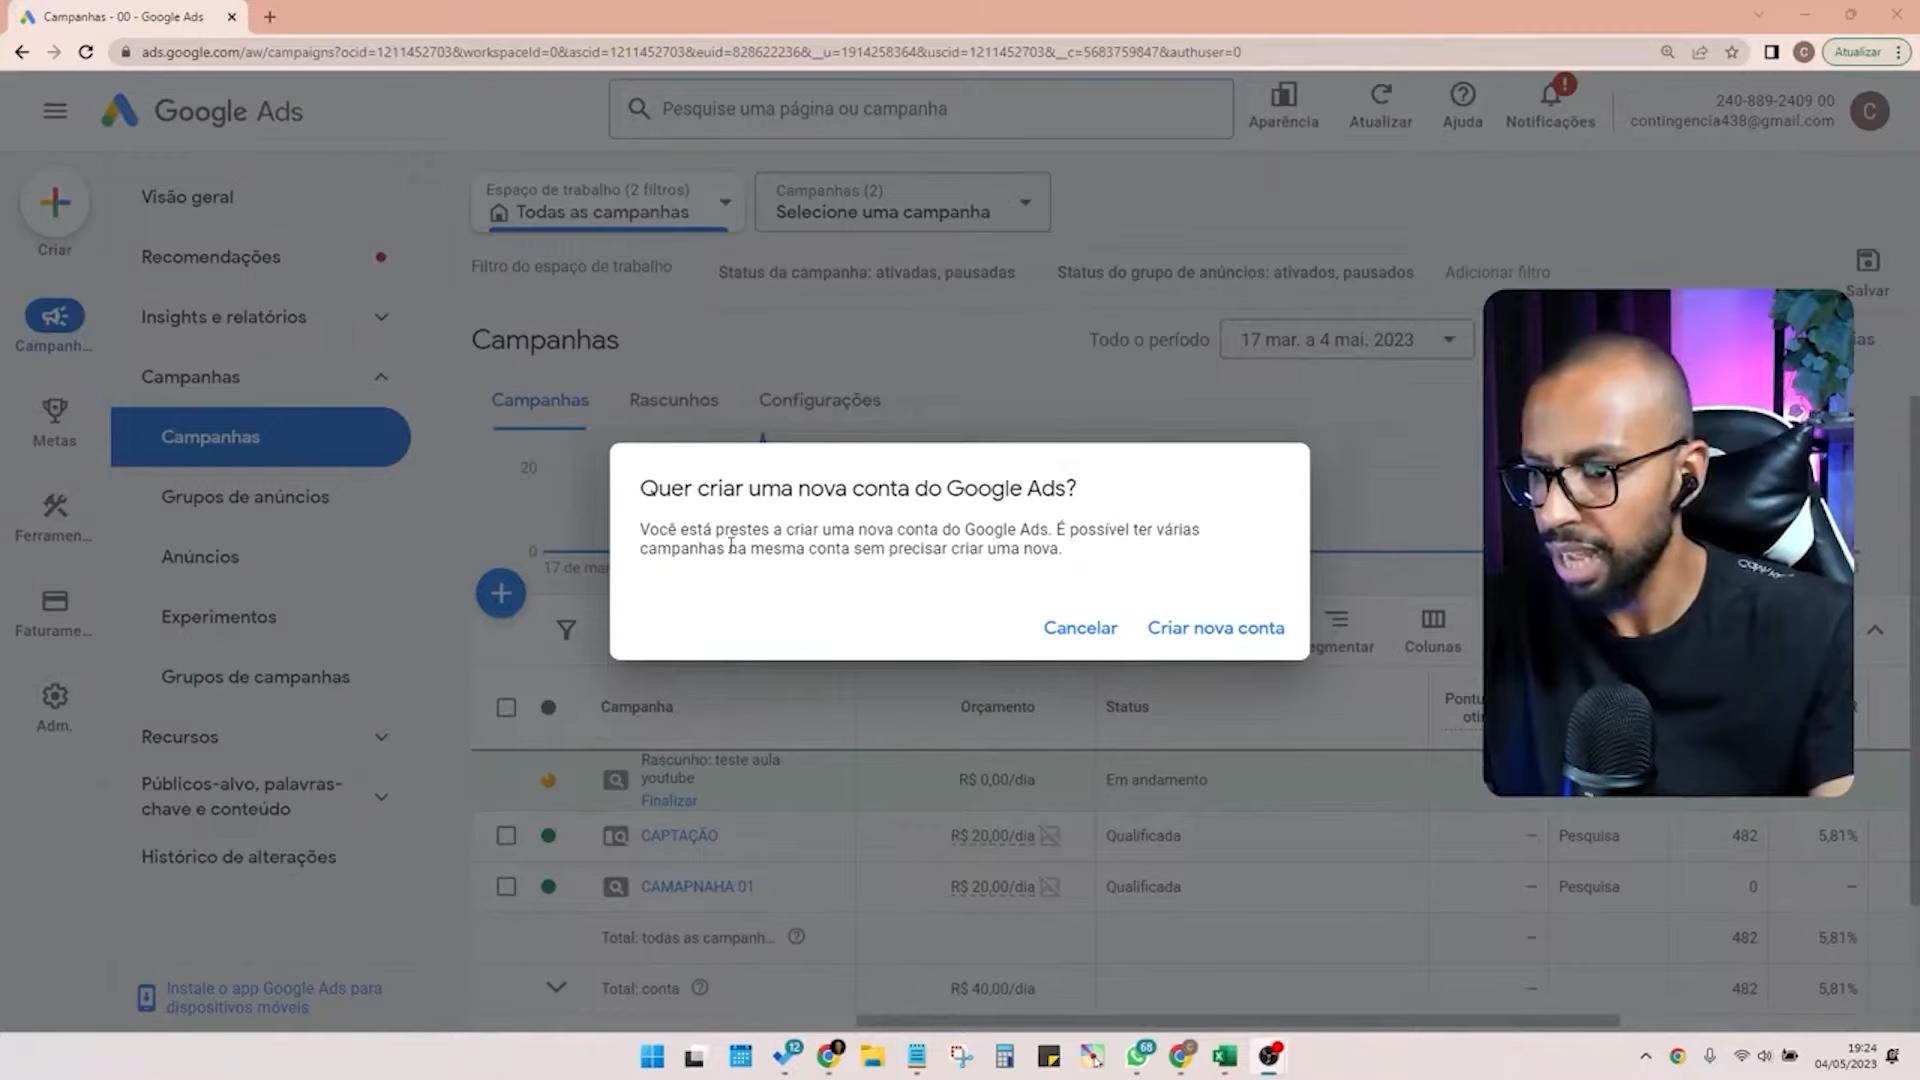 Campanhas - 00 - Google Ads
ads.google.com/aw/campaigns?ocid=1211452703&workspaceId=0&ascid=1211452703&euid=828622236&__u=1914258364&uscid=1211452703&__c=5683759847&authuser=0
C
Atualizar
Google Ads
Pesquise uma página ou campanha
Aparência
Atualizar
Ajuda
Notificações
240-889-2409 00
contingencia438@gmail.com
C
Criar
Campanh...
Metas
Ferramen...
Faturame...
Adm.
Visão geral
Recomendações
Insights e relatórios
Campanhas
Campanhas
Grupos de anúncios
Anúncios
Experimentos
Grupos de campanhas
Recursos
Públicos-alvo, palavras-
chave e conteúdo
Histórico de alterações
Instale o app Google Ads para
dispositivos móveis
Espaço de trabalho (2 filtros)
Todas as campanhas
Campanhas (2)
Selecione uma campanha
Filtro do espaço de trabalho
Status da campanha: ativadas, pausadas
Status do grupo de anúncios: ativados, pausados
Adicionar filtro
Salvar
Campanhas
Todo o período
17 mar. a 4 mai. 2023
Campanhas
Rascunhos
Configurações
20
0
17 de mar
Quer criar uma nova conta do Google Ads?
Você está prestes a criar uma nova conta do Google Ads. É possível ter várias
campanhas na mesma conta sem precisar criar uma nova.
Cancelar
Criar nova conta
egmentar
Colunas
Campanha
Orçamento
Status
Pontu
oti
Rascunho: teste aula
youtube
Finalizar
R$ 0,00/dia
Em andamento
CAPTAÇÃO
R$ 20,00/dia
Qualificada
–
Pesquisa
482
5,81%
CAMAPNAHA 01
R$ 20,00/dia
Qualificada
–
Pesquisa
0
–
Total: todas as campanh...
–
482
5,81%
Total: conta
R$ 40,00/dia
–
482
5,81%
12
68
19:24
04/05/2023